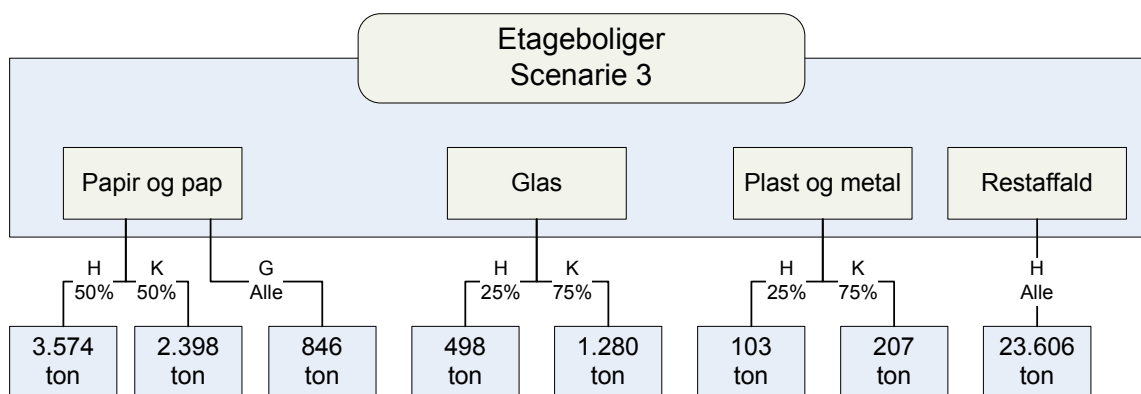 Etageboliger
Scenarie 3
Papir og pap
Glas
Plast og metal
Restaffald
H
50%
K
50%
G
Alle
H
25%
K
75%
H
25%
K
75%
H
Alle
3.574
ton
2.398
ton
846
ton
498
ton
1.280
ton
103
ton
207
ton
23.606
ton